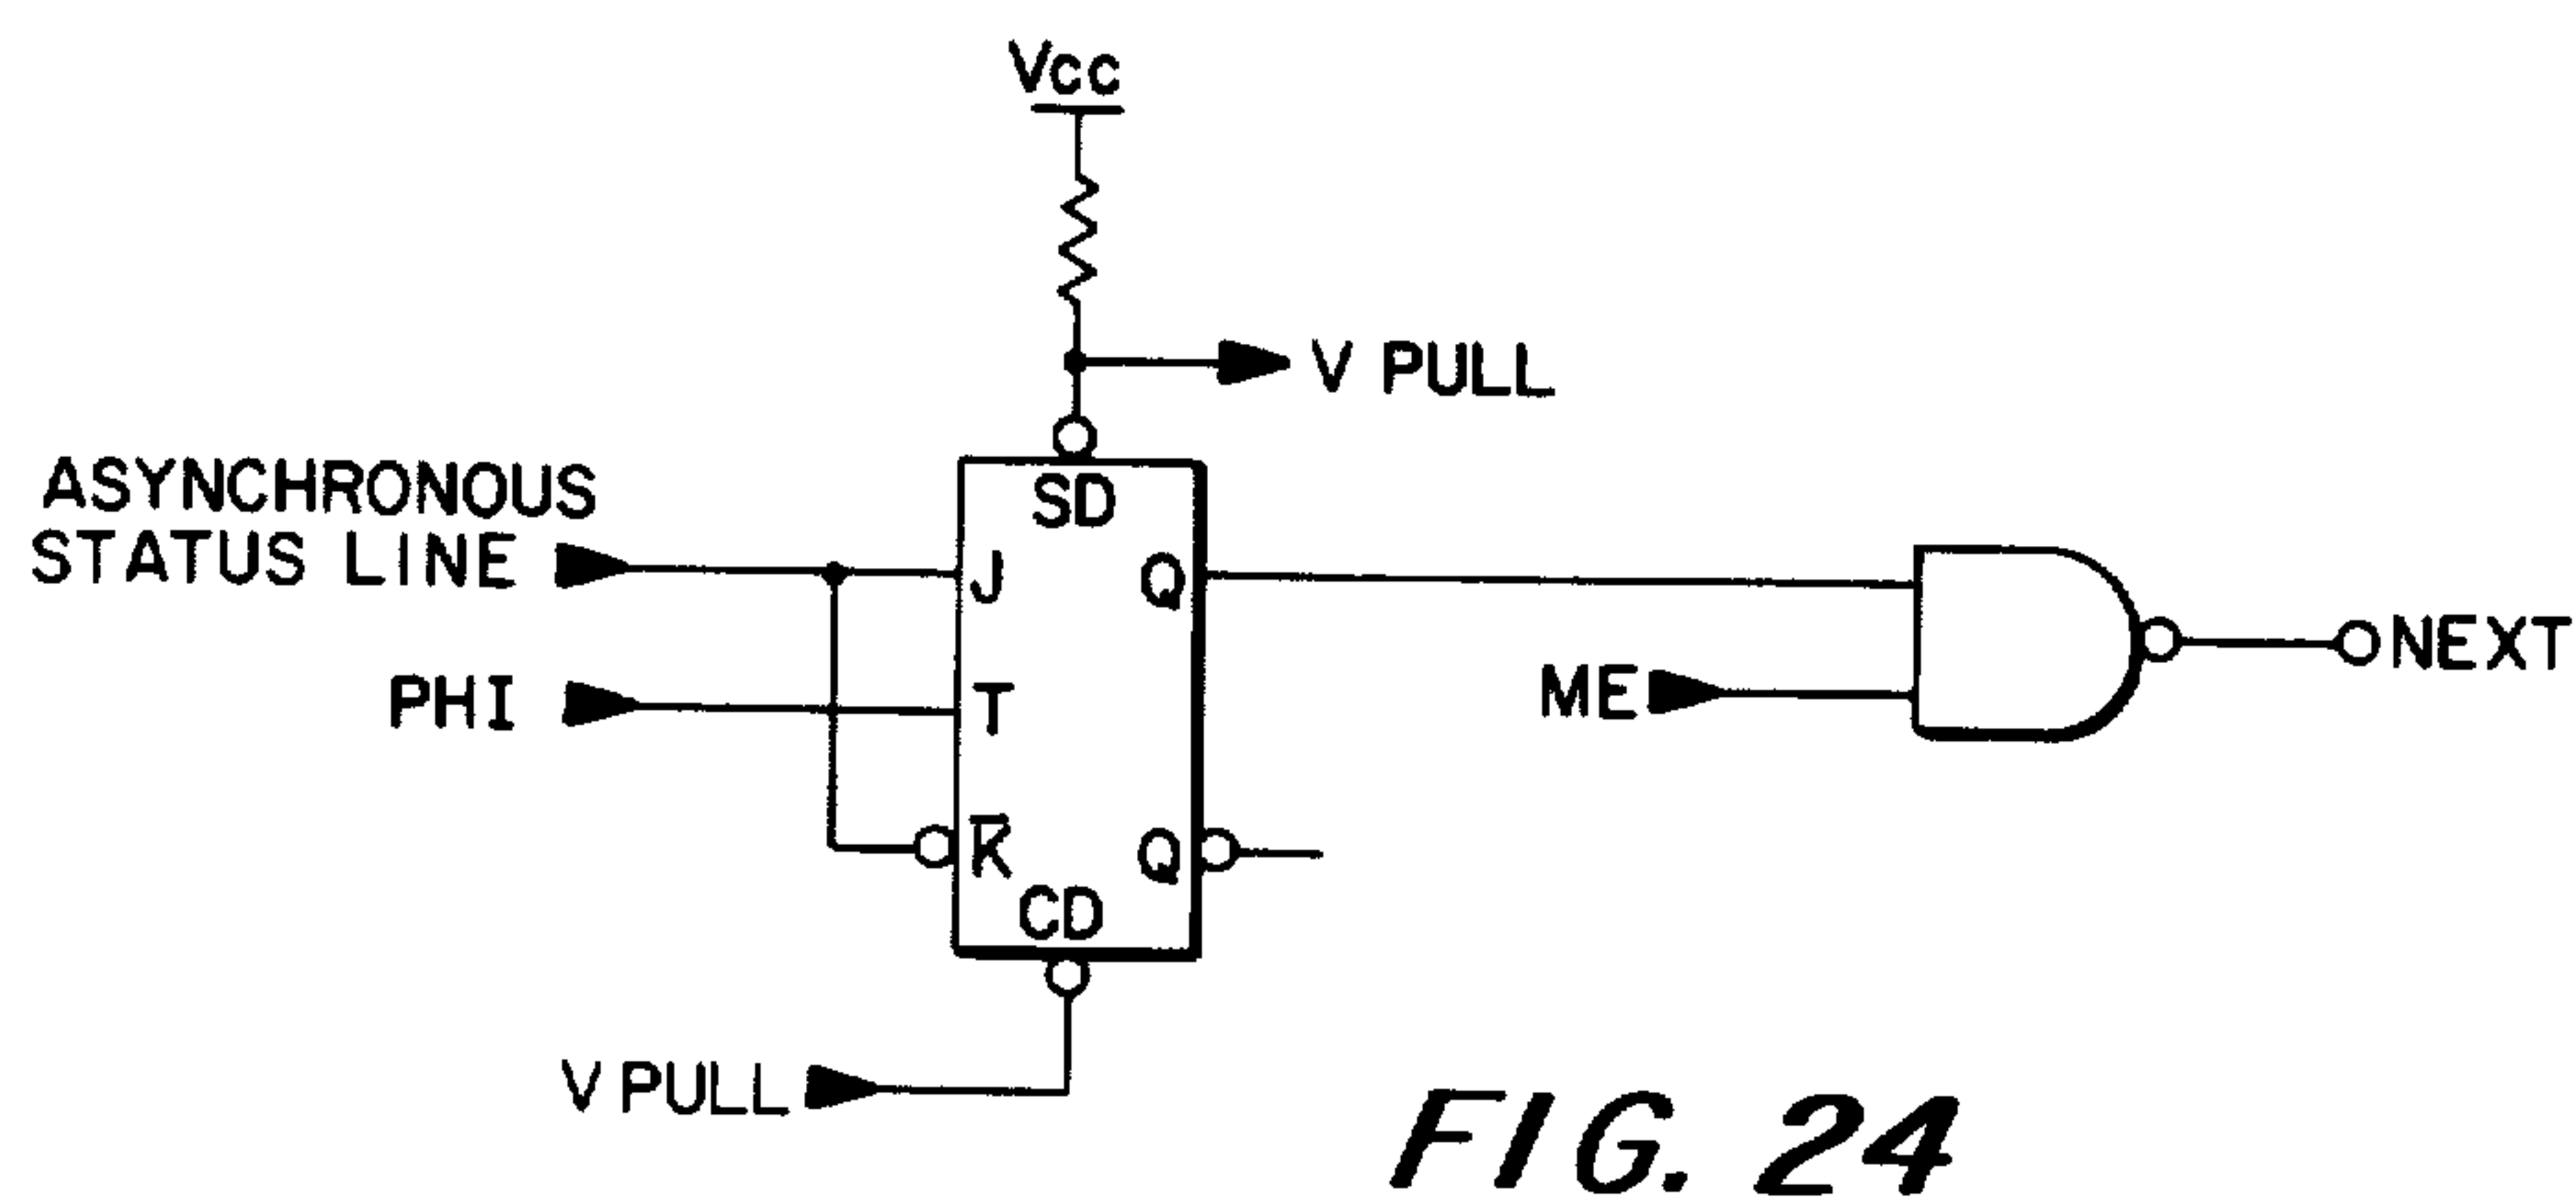 Vcc
V PULL
ASYNCHRONOUS
STATUS LINE
SD
J
Q
PHI
T
ME
NEXT
K̅
Q
CD
V PULL
FIG. 24